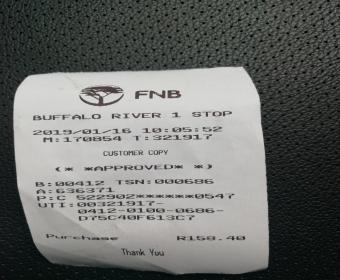 FNB
BUFFALO RIVER 1 STOP
2019/01/16 10:05:52
M:170854 T:321917
CUSTOMER COPY
(* *APPROVED* *)
B:00412 TSN:000686
A:636371
P:C 522902******0547
UTI:00321917-
0412-0100-0686-
D75C40F613C7
Purchase R158.40
Thank You